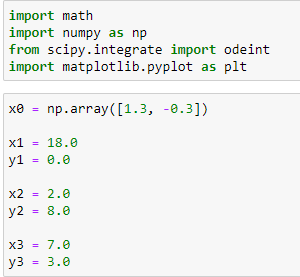 import math
import numpy as np
from scipy.integrate import odeint
import matplotlib.pyplot as plt
x0 = np.array([1.3, -0.3])
x1 = 18.0
y1 = 0.0
x2 = 2.0
y2 = 8.0
x3 = 7.0
y3 = 3.0